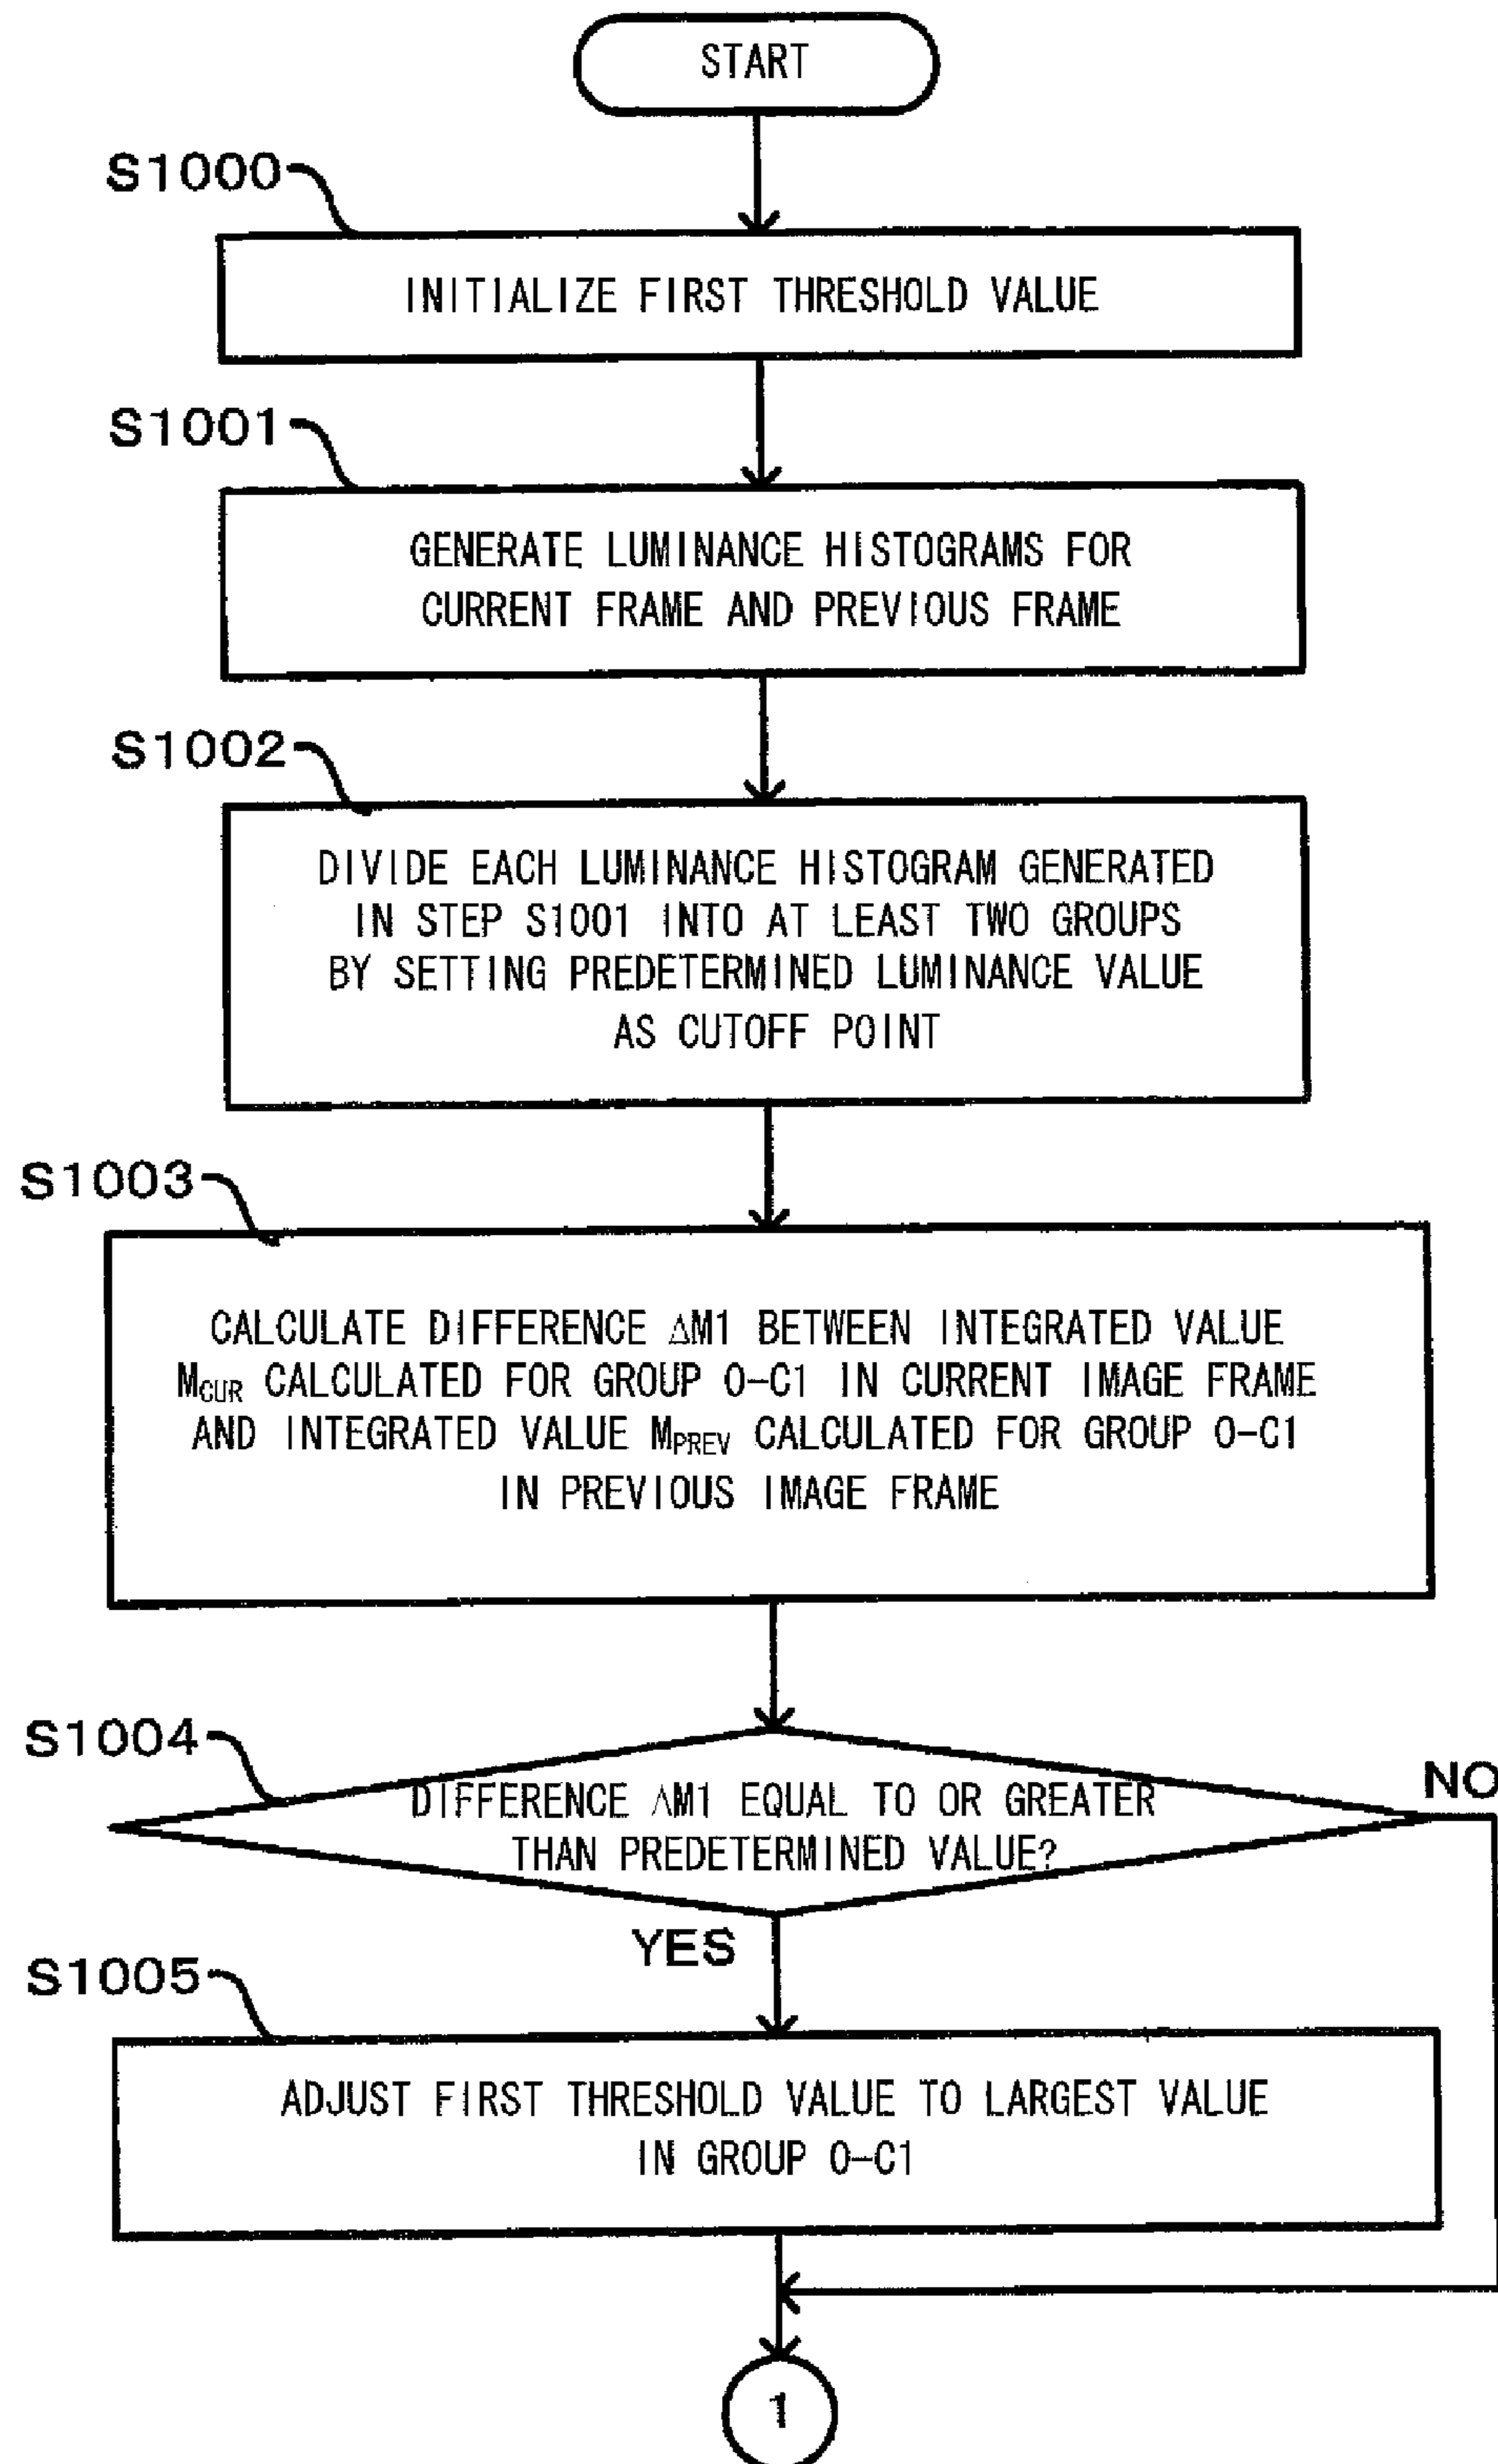 START
S1000
INITIALIZE FIRST THRESHOLD VALUE
S1001
GENERATE LUMINANCE HISTOGRAMS FOR
CURRENT FRAME AND PREVIOUS FRAME
S1002
DIVIDE EACH LUMINANCE HISTOGRAM GENERATED
IN STEP S1001 INTO AT LEAST TWO GROUPS
BY SETTING PREDETERMINED LUMINANCE VALUE
AS CUTOFF POINT
S1003
CALCULATE DIFFERENCE ΔM1 BETWEEN INTEGRATED VALUE
MCUR CALCULATED FOR GROUP 0-C1 IN CURRENT IMAGE FRAME
AND INTEGRATED VALUE MPREV CALCULATED FOR GROUP 0-C1
IN PREVIOUS IMAGE FRAME
S1004
DIFFERENCE ΔM1 EQUAL TO OR GREATER
THAN PREDETERMINED VALUE?
NO
YES
S1005
ADJUST FIRST THRESHOLD VALUE TO LARGEST VALUE
IN GROUP 0-C1
1